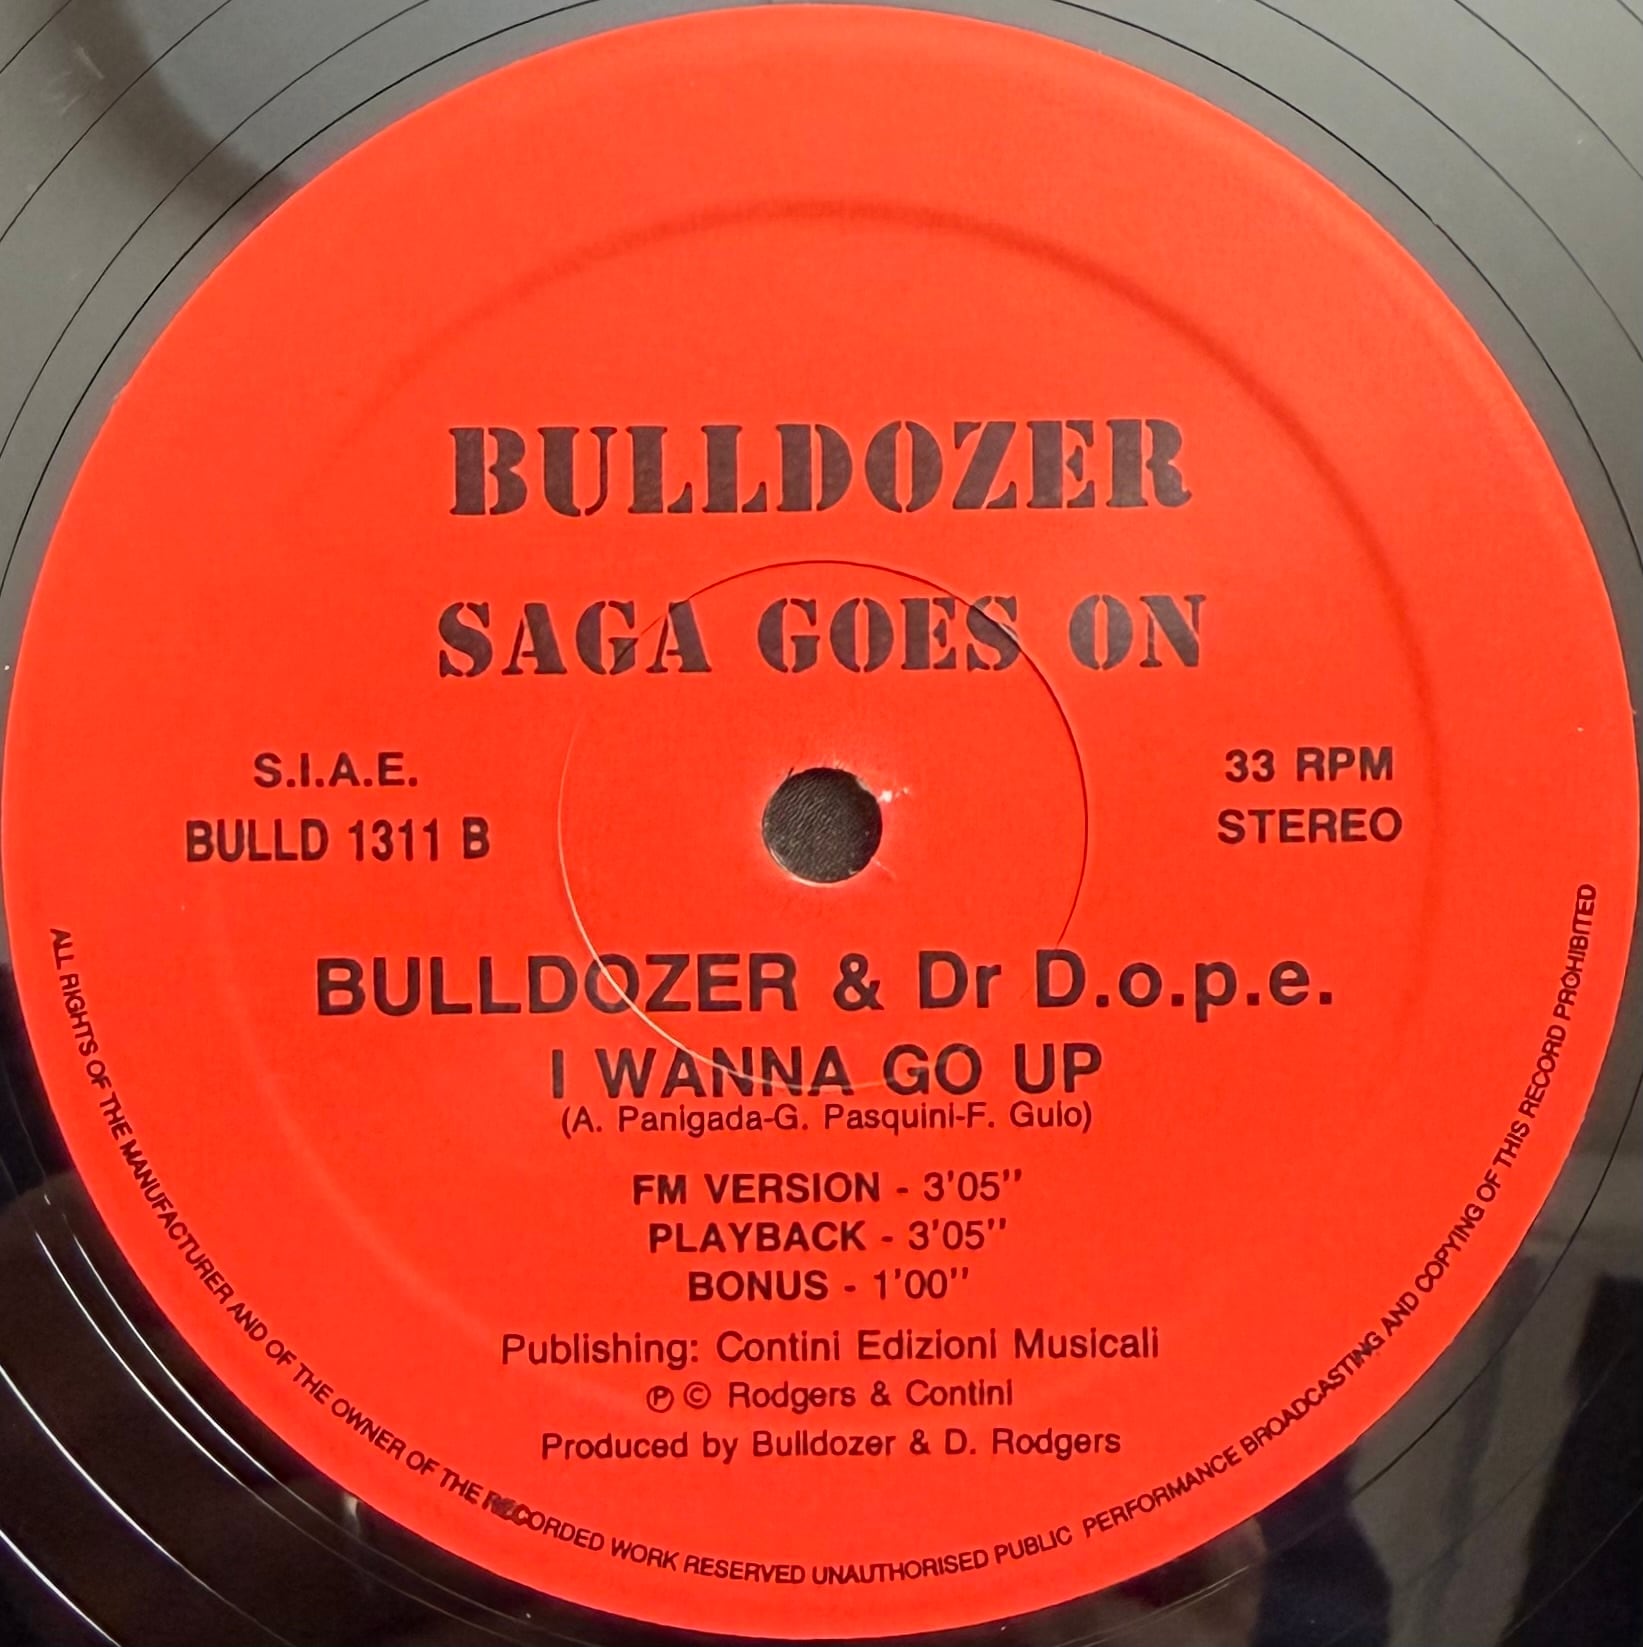 BULLDOZER
SAGA GOES ON
S.I.A.E.
BULLD 1311 B
33 RPM
STEREO
BULLDOZER & Dr D.o.p.e.
I WANNA GO UP
(A. Panigada-G. Pasquini-F. Guio)
FM VERSION - 3'05''
PLAYBACK - 3'05''
BONUS - 1'00''
Publishing: Contini Edizioni Musicali
℗ © Rodgers & Contini
Produced by Bulldozer & D. Rodgers
ALL RIGHTS OF THE MANUFACTURER AND OF THE OWNER OF THE RECORDED WORK RESERVED UNAUTHORISED PUBLIC PERFORMANCE BROADCASTING AND COPYING OF THIS RECORD PROHIBITED